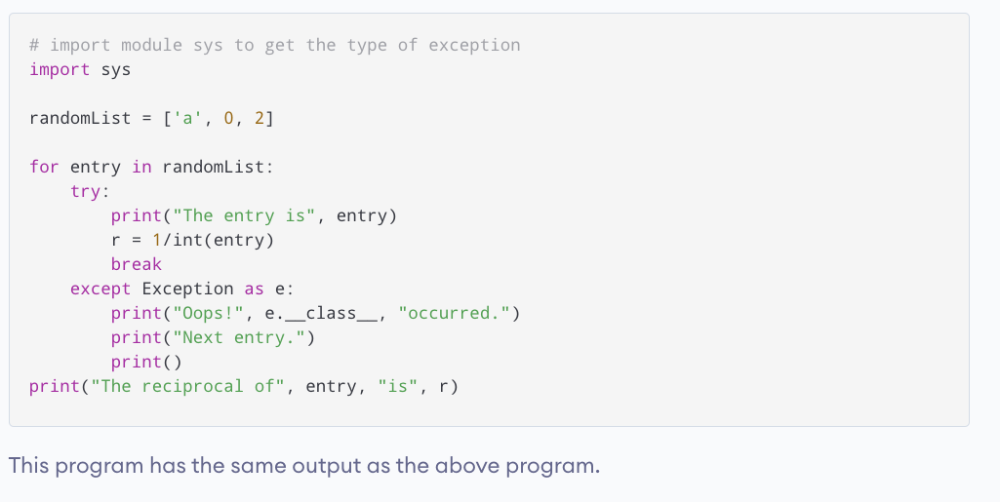 # import module sys to get the type of exception
import sys

randomList = ['a', 0, 2]

for entry in randomList:
    try:
        print("The entry is", entry)
        r = 1/int(entry)
        break
    except Exception as e:
        print("Oops!", e.__class__, "occurred.")
        print("Next entry.")
        print()
print("The reciprocal of", entry, "is", r)
This program has the same output as the above program.